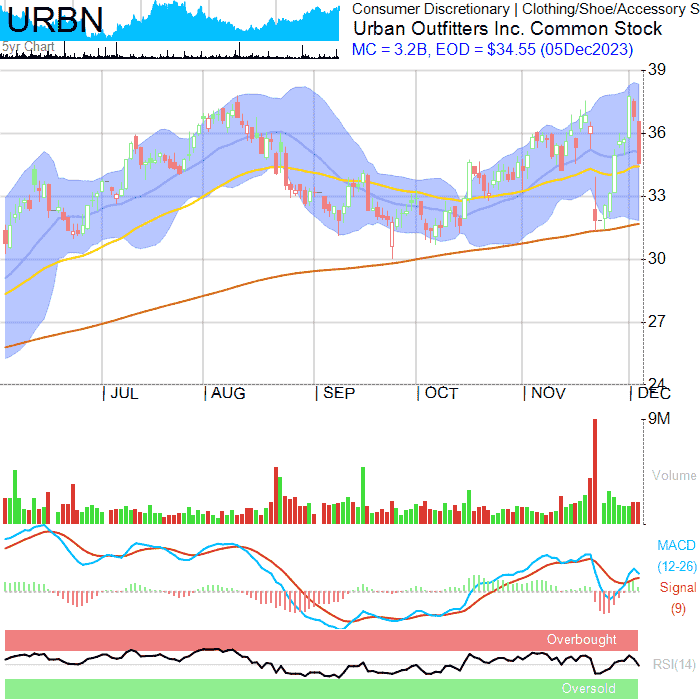 URBN
5yr Chart
Consumer Discretionary | Clothing/Shoe/Accessory S
Urban Outfitters Inc. Common Stock
MC = 3.2B, EOD = $34.55 (05Dec2023)
39
36
33
30
27
24
JUL
AUG
SEP
OCT
NOV
DEC
9M
Volume
MACD
(12-26)
Signal
(9)
Overbought
RSI(14)
Oversold